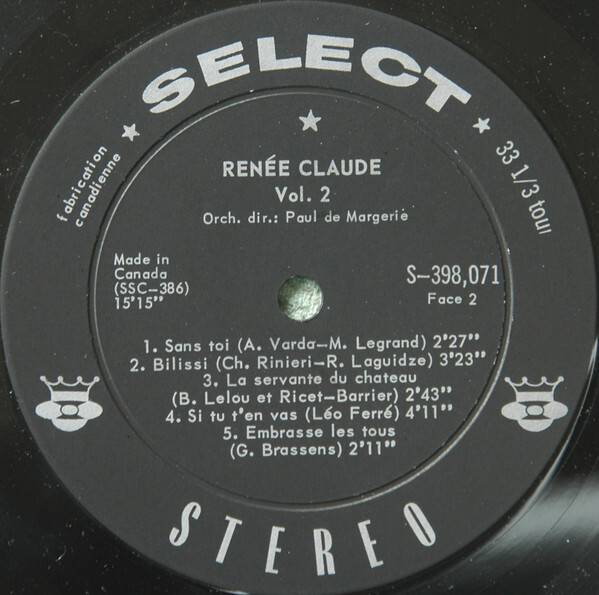 SELECT
fabrication
canadienne
33 1/3 tour
RENÉE CLAUDE
Vol. 2
Orch. dir.: Paul de Margerie
Made in
Canada
(SSC-386)
15'15"
S-398,071
Face 2
1. Sans toi (A. Varda-M. Legrand) 2'27"
2. Bilissi (Ch. Rinieri-R. Laguidze) 3'23"
3. La servante du chateau
(B. Lelou et Ricet-Barrier) 2'43"
4. Si tu t'en vas (Léo Ferré) 4'11"
5. Embrasse les tous
(G. Brassens) 2'11"
STEREO